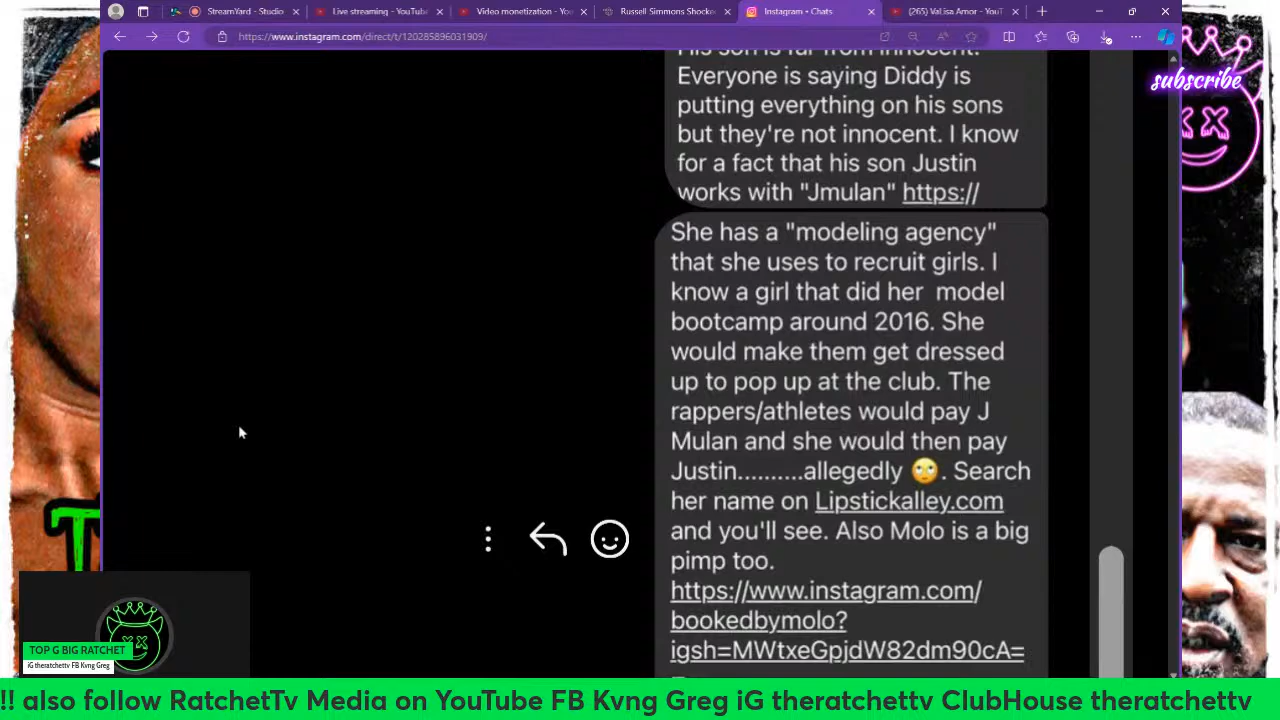 StreamYard - Studio
Live streaming - YouTube
Video monetization - Yo
Russell Simmons Shocke
Instagram • Chats
(265) VaLisa Amor - YouT
https://www.instagram.com/direct/t/120285896031909/
subscribe
His son is far from innocent.
Everyone is saying Diddy is
putting everything on his sons
but they're not innocent. I know
for a fact that his son Justin
works with "Jmulan" https://
She has a "modeling agency"
that she uses to recruit girls. I
know a girl that did her model
bootcamp around 2016. She
would make them get dressed
up to pop up at the club. The
rappers/athletes would pay J
Mulan and she would then pay
Justin..........allegedly 🙄. Search
her name on Lipstickalley.com
and you'll see. Also Molo is a big
pimp too.
https://www.instagram.com/
bookedbymolo?
igsh=MWtxeGpjdW82dm90cA=
T
TOP G BIG RATCHET
iG theratchettv FB Kvng Greg
!! also follow RatchetTv Media on YouTube FB Kvng Greg iG theratchettv ClubHouse theratchettv